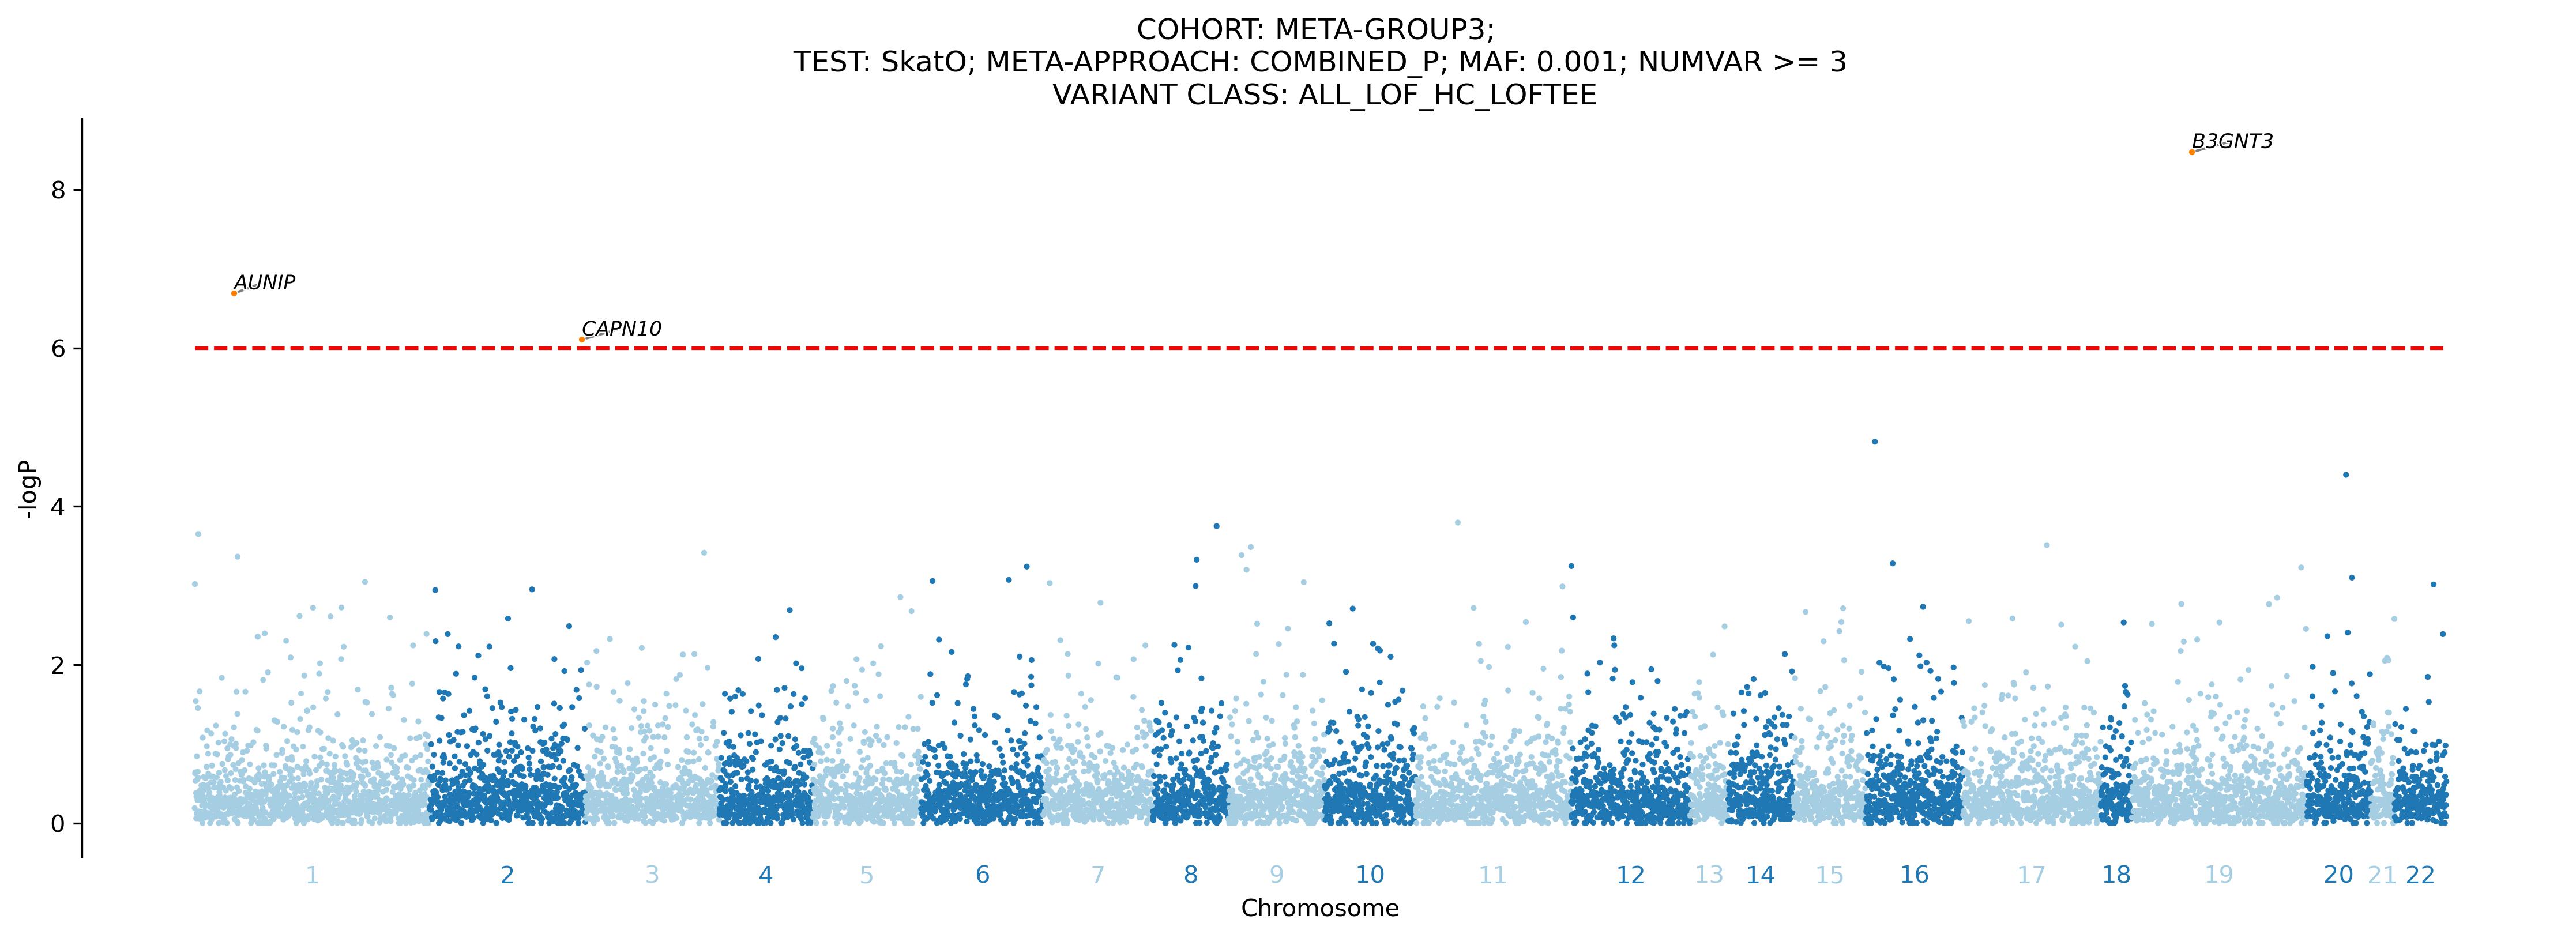 COHORT: META-GROUP3;
TEST: SkatO; META-APPROACH: COMBINED_P; MAF: 0.001; NUMVAR >= 3
VARIANT CLASS: ALL_LOF_HC_LOFTEE
B3GNT3
8
AUNIP
CAPN10
6
-logP
4
2
0
1 2 3 4 5 6 7 8 9 10 11 12 13 14 15 16 17 18 19 20 21 22
Chromosome